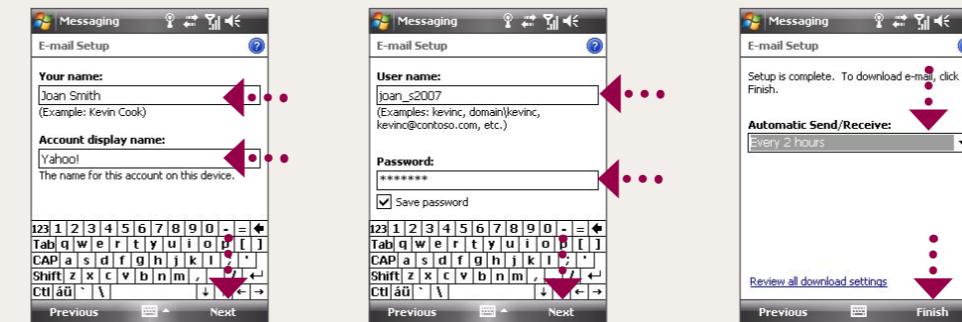 Messaging
E-mail Setup
Your name:
Joan Smith
(Example: Kevin Cook)
Account display name:
Yahoo!
The name for this account on this device.
123 1 2 3 4 5 6 7 8 9 0 - =
Tab q w e r t y u i o p [ ]
CAP a s d f g h j k l ; '
Shift z x c v b n m , . /
Ctl áü ` \
Previous Next
Messaging
E-mail Setup
User name:
joan_s2007
(Examples: kevinc, domain\kevinc,
kevinc@contoso.com, etc.)
Password:
*******
Save password
123 1 2 3 4 5 6 7 8 9 0 - =
Tab q w e r t y u i o p [ ]
CAP a s d f g h j k l ; '
Shift z x c v b n m , . /
Ctl áü ` \
Previous Next
Messaging
E-mail Setup
Setup is complete. To download e-mail, click
Finish.
Automatic Send/Receive:
Every 2 hours
Review all download settings
Previous Finish